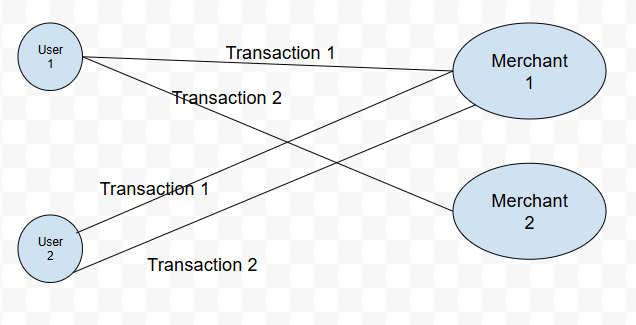 User
1
Transaction 1
Merchant
1
Transaction 2
Transaction 1
Merchant
2
User
2
Transaction 2